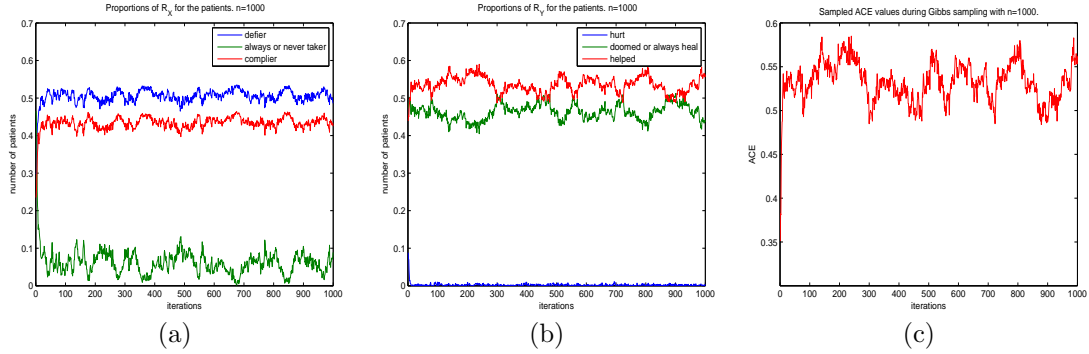 Proportions of R_X for the patients. n=1000
0.7
0.6
0.5
0.4
0.3
0.2
0.1
0
number of patients
defier
always or never taker
complier
0 100 200 300 400 500 600 700 800 900 1000
iterations
(a)
Proportions of R_Y for the patients. n=1000
0.7
0.6
0.5
0.4
0.3
0.2
0.1
0
number of patients
hurt
doomed or always heal
helped
0 100 200 300 400 500 600 700 800 900 1000
iterations
(b)
Sampled ACE values during Gibbs sampling with n=1000.
0.6
0.55
0.5
0.45
0.4
0.35
ACE
0 100 200 300 400 500 600 700 800 900 1000
iterations
(c)